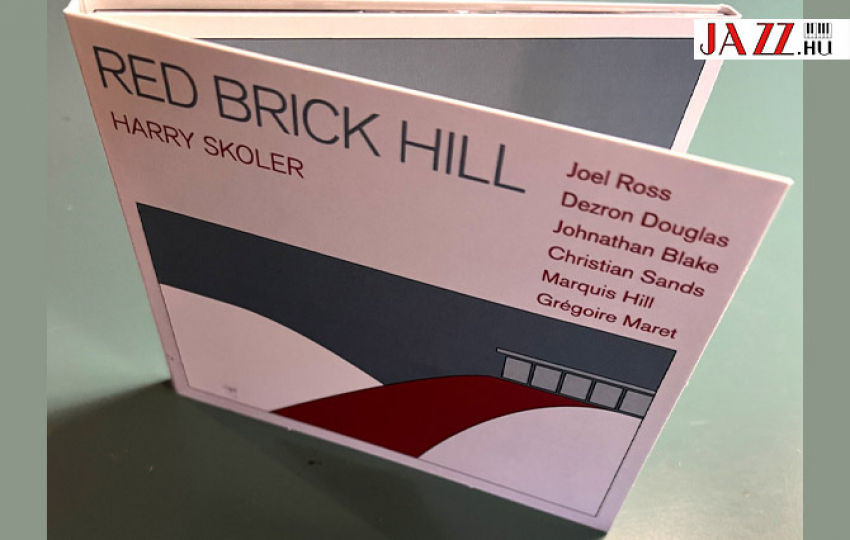 RED BRICK HILL
HARRY SKOLER
Joel Ross
Dezron Douglas
Johnathan Blake
Christian Sands
Marquis Hill
Grégoire Maret
JAZZ.HU